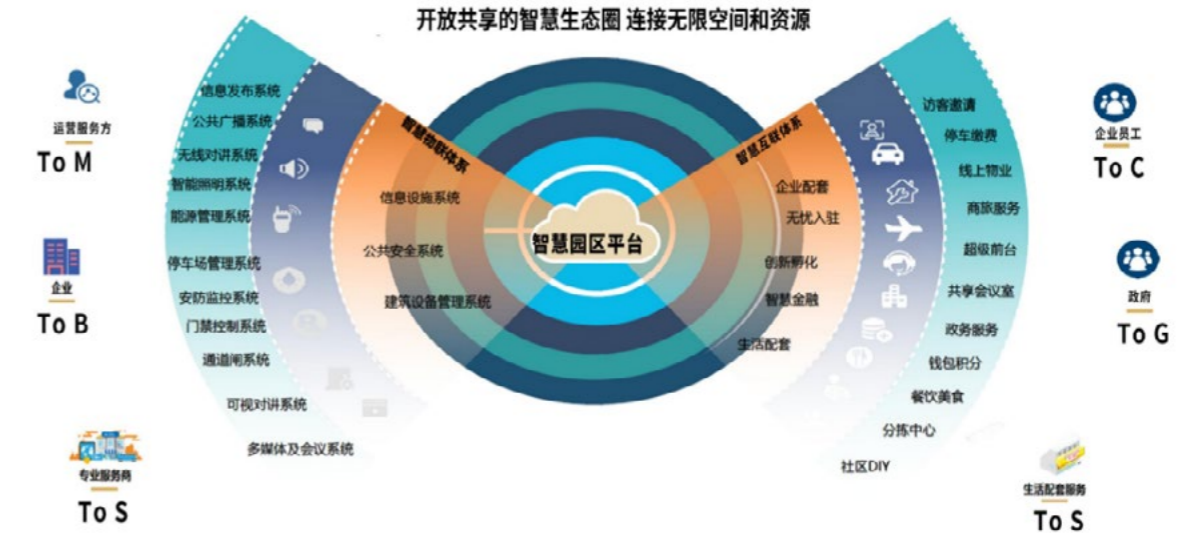 开放共享的智慧生态圈 连接无限空间和资源
运营服务方
To M
企业
To B
专业服务商
To S
信息发布系统
公共广播系统
无线对讲系统
智能照明系统
能源管理系统
停车场管理系统
安防监控系统
门禁控制系统
通道闸系统
可视对讲系统
多媒体及会议系统
智慧物联体系
信息设施系统
公共安全系统
建筑设备管理系统
智慧园区平台
智慧互联体系
企业配套
无忧入驻
创新孵化
智慧金融
生活配套
访客邀请
停车缴费
线上物业
商旅服务
超级前台
共享会议室
政务服务
钱包积分
餐饮美食
分拣中心
社区DIY
企业员工
To C
政府
To G
生活配套服务
To S